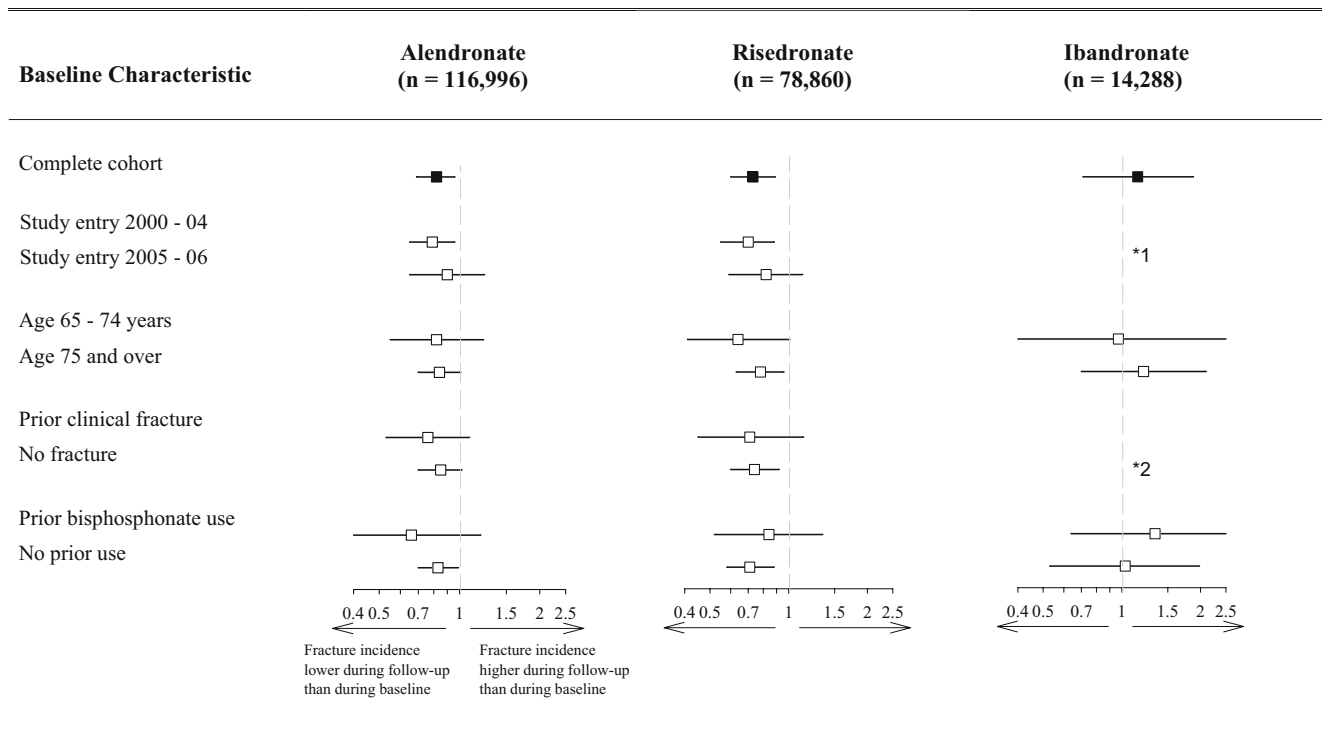 Baseline Characteristic
Alendronate
(n = 116,996)
Risedronate
(n = 78,860)
Ibandronate
(n = 14,288)
Complete cohort
Study entry 2000 - 04
Study entry 2005 - 06
*1
Age 65 - 74 years
Age 75 and over
Prior clinical fracture
No fracture
*2
Prior bisphosphonate use
No prior use
0.4 0.5 0.7 1 1.5 2 2.5
0.4 0.5 0.7 1 1.5 2 2.5
0.4 0.5 0.7 1 1.5 2 2.5
Fracture incidence
lower during follow-up
than during baseline
Fracture incidence
higher during follow-up
than during baseline